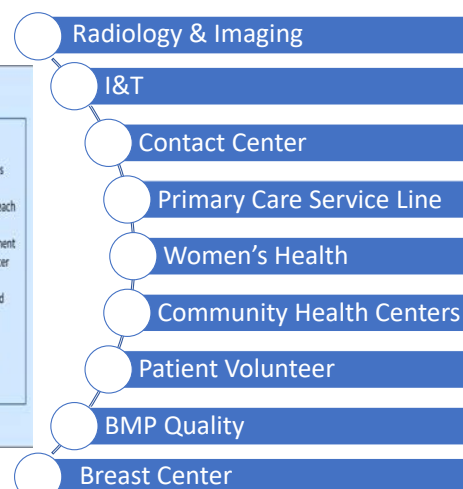 Radiology & Imaging
I&T
Contact Center
Primary Care Service Line
Women's Health
Community Health Centers
Patient Volunteer
BMP Quality
Breast Center